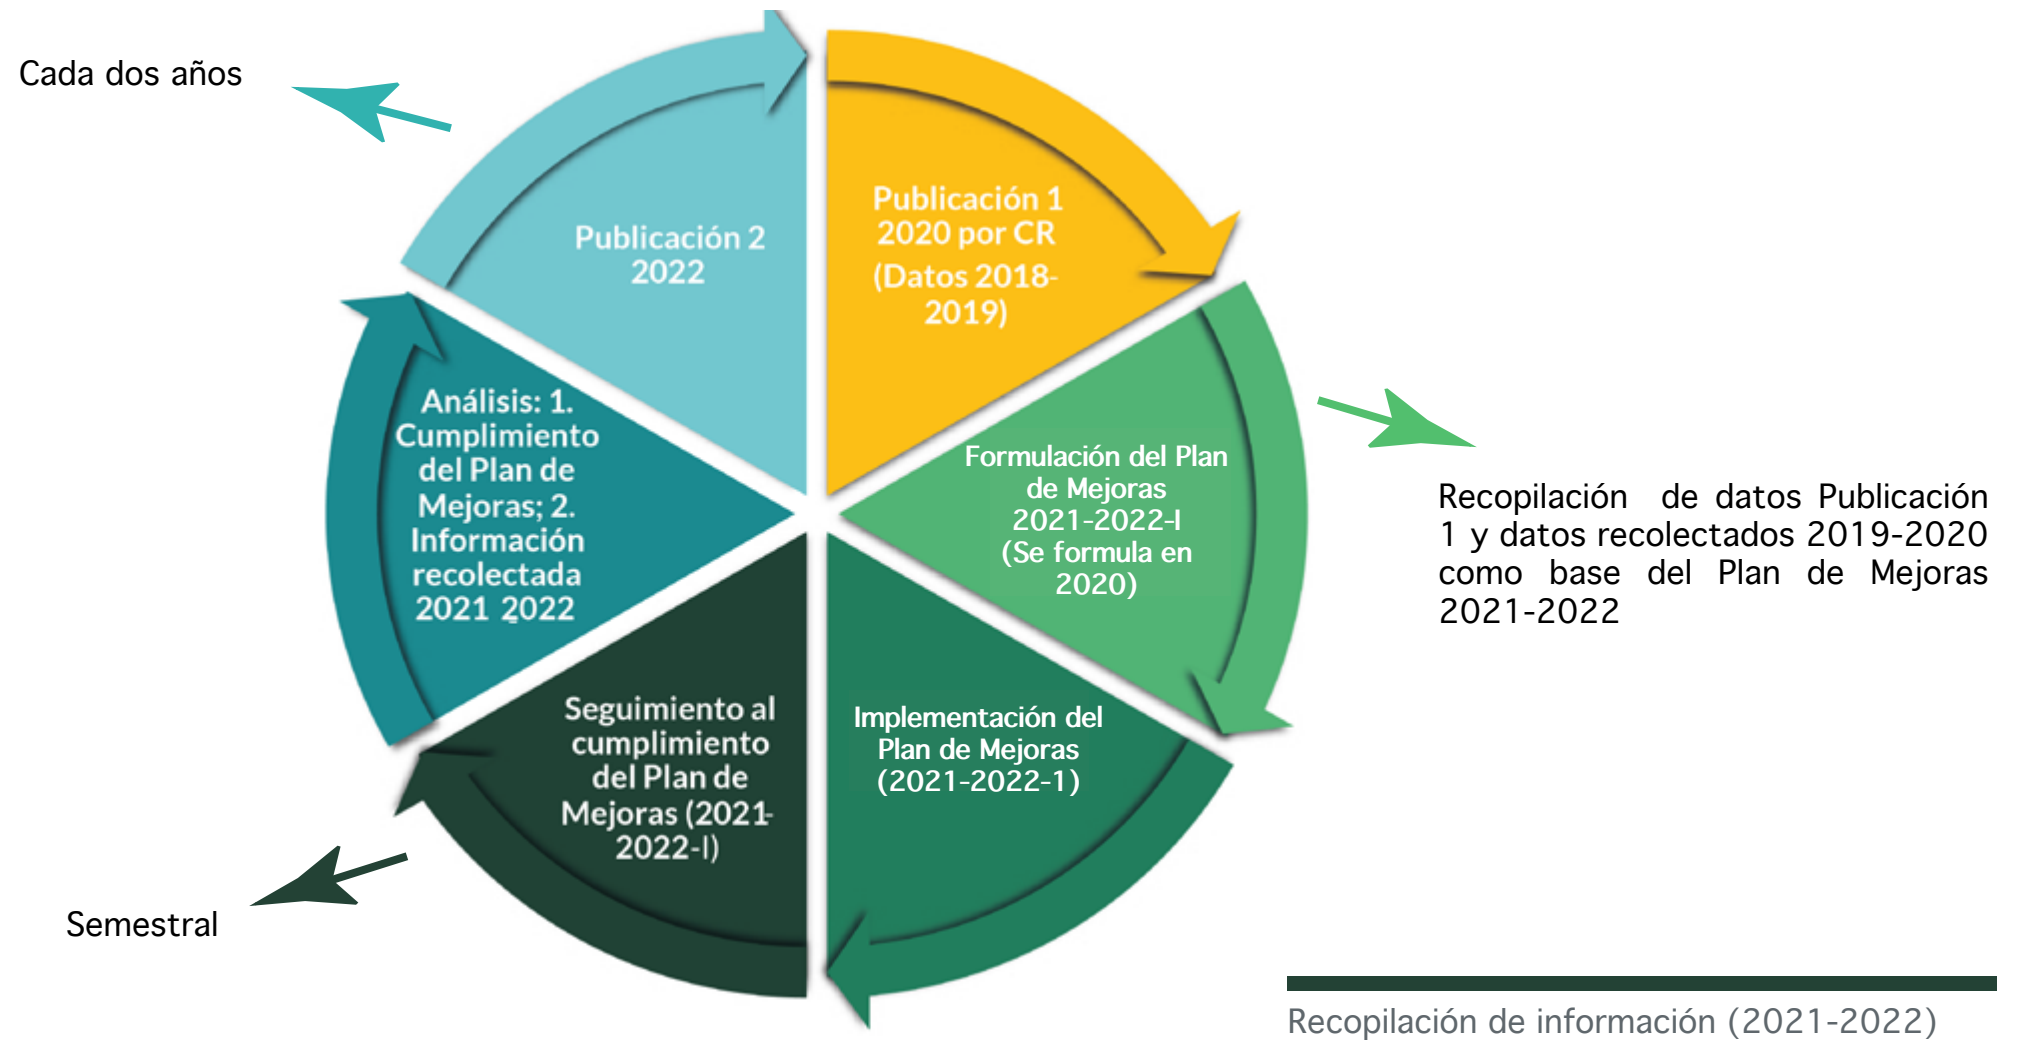 Cada dos años
Publicación 1
2020 por CR
(Datos 2018-
2019)
Publicación 2
2022
Formulación del Plan
de Mejoras
2021-2022-I
(Se formula en
2020)
Recopilación de datos Publicación
1 y datos recolectados 2019-2020
como base del Plan de Mejoras
2021-2022
Implementación del
Plan de Mejoras
(2021-2022-1)
Seguimiento al
cumplimiento
del Plan de
Mejoras (2021-
2022-I)
Semestral
Análisis: 1.
Cumplimiento
del Plan de
Mejoras; 2.
Información
recolectada
2021_2022
Recopilación de información (2021-2022)